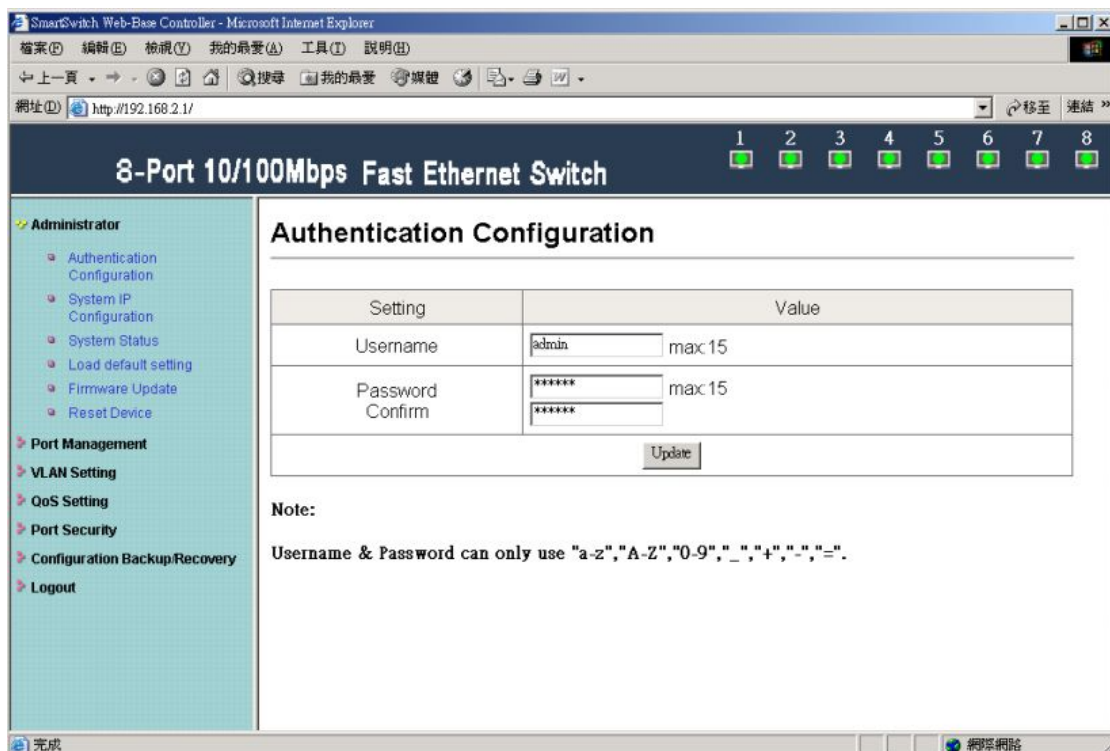 SmartSwitch Web-Base Controller - Microsoft Internet Explorer
檔案(F) 編輯(E) 檢視(V) 我的最愛(A) 工具(I) 說明(H)
上一頁 搜尋 我的最愛 媒體
網址(D) http://192.168.2.1/ 移至 連結 »
1 2 3 4 5 6 7 8
8-Port 10/100Mbps Fast Ethernet Switch
Administrator
Authentication
Configuration
System IP
Configuration
System Status
Load default setting
Firmware Update
Reset Device
Port Management
VLAN Setting
QoS Setting
Port Security
Configuration Backup/Recovery
Logout
Authentication Configuration
Setting Value
Username admin max:15
Password ****** max:15
Confirm ******
Update
Note:
Username & Password can only use "a-z","A-Z","0-9","_","+","-","=".
完成 網際網路